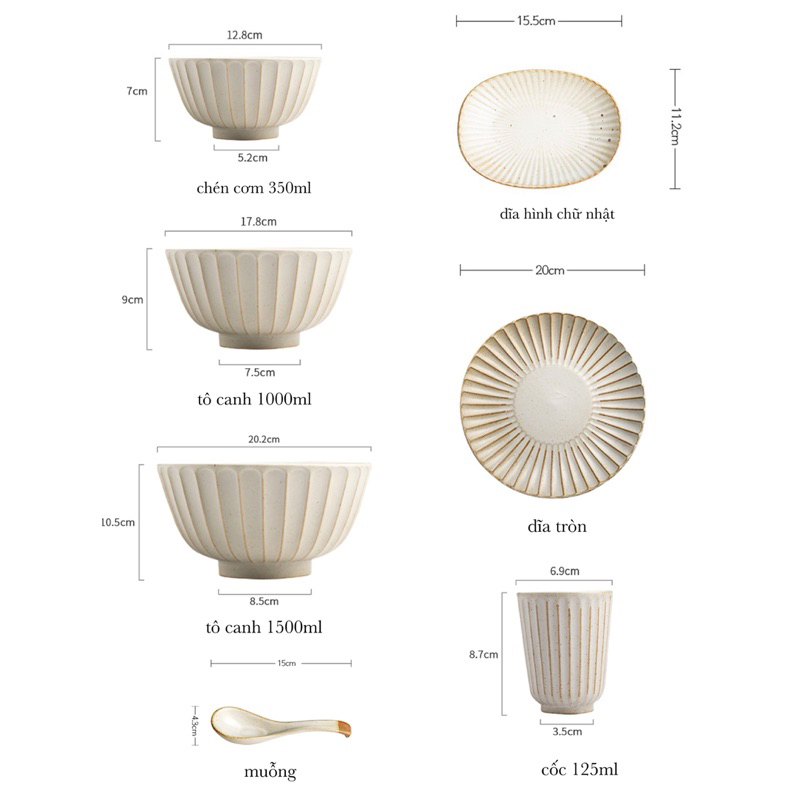 12.8cm
7cm
5.2cm
chén cơm 350ml
17.8cm
9cm
7.5cm
tô canh 1000ml
20.2cm
10.5cm
8.5cm
tô canh 1500ml
15cm
4.3cm
muỗng
15.5cm
11.2cm
dĩa hình chữ nhật
20cm
dĩa tròn
6.9cm
8.7cm
3.5cm
cốc 125ml